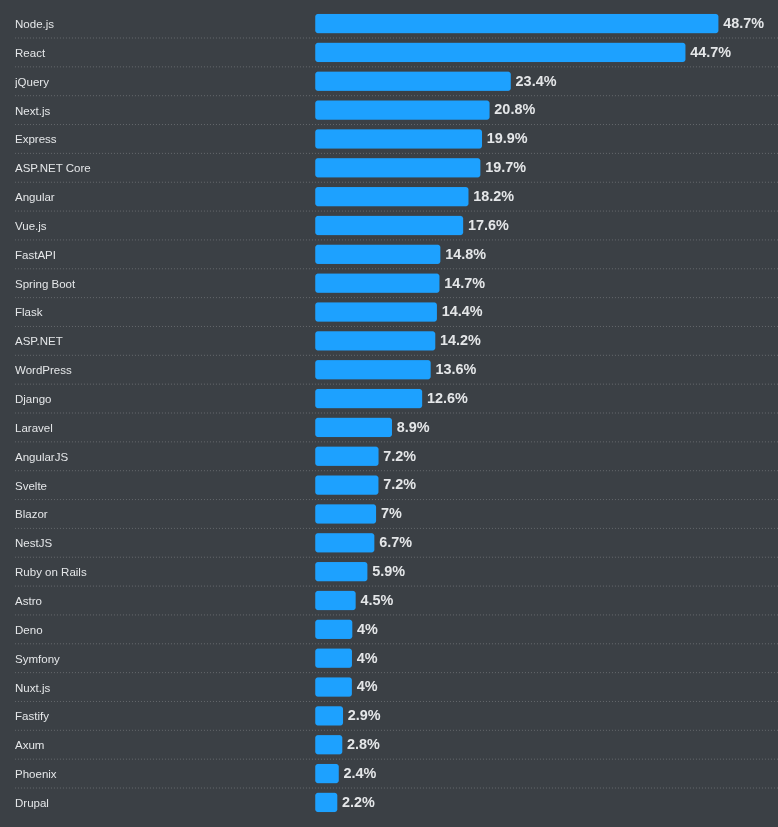 Node.js 48.7%
React 44.7%
jQuery 23.4%
Next.js 20.8%
Express 19.9%
ASP.NET Core 19.7%
Angular 18.2%
Vue.js 17.6%
FastAPI 14.8%
Spring Boot 14.7%
Flask 14.4%
ASP.NET 14.2%
WordPress 13.6%
Django 12.6%
Laravel 8.9%
AngularJS 7.2%
Svelte 7.2%
Blazor 7%
NestJS 6.7%
Ruby on Rails 5.9%
Astro 4.5%
Deno 4%
Symfony 4%
Nuxt.js 4%
Fastify 2.9%
Axum 2.8%
Phoenix 2.4%
Drupal 2.2%